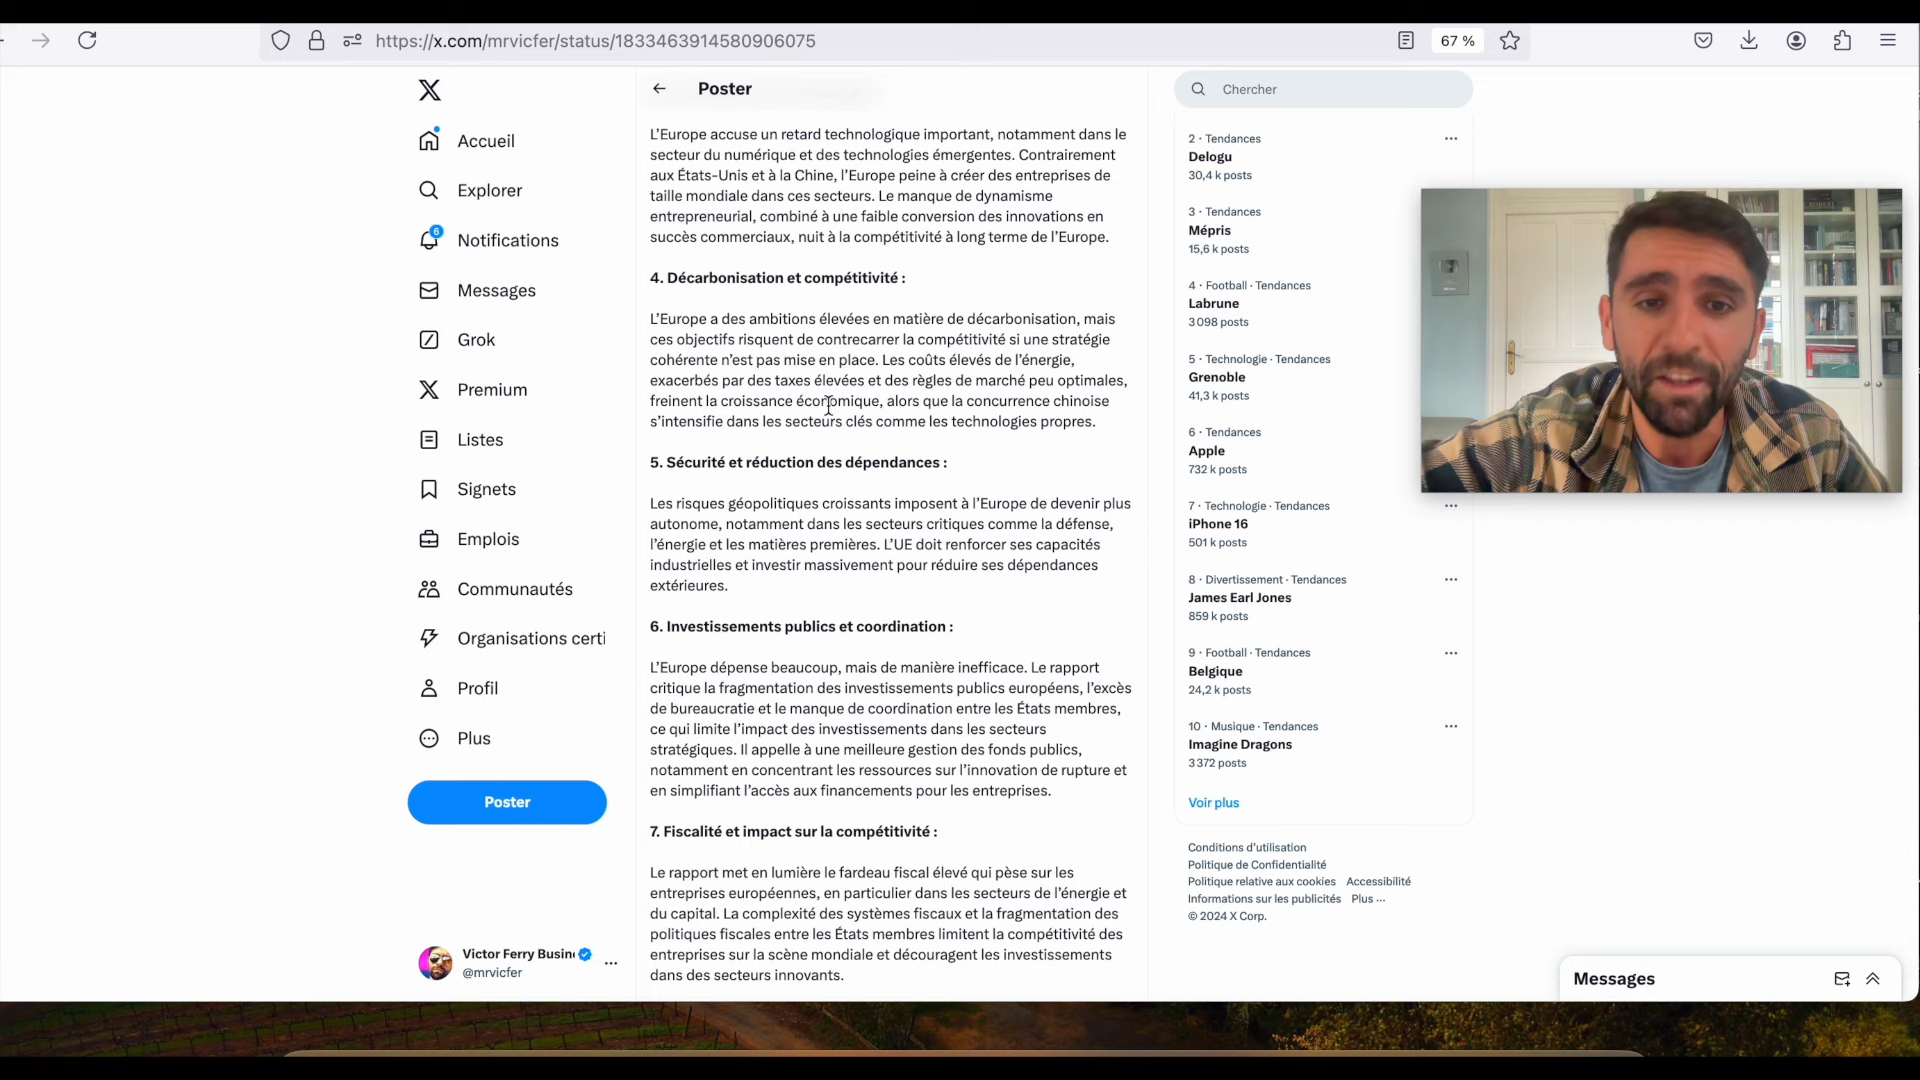 https://x.com/mrvicfer/status/1833463914580906075
67 %
Accueil
Explorer
6
Notifications
Messages
Grok
Premium
Listes
Signets
Emplois
Communautés
Organisations certi
Profil
Plus
Poster
Victor Ferry Busin
@mrvicfer
Poster
L’Europe accuse un retard technologique important, notamment dans le
secteur du numérique et des technologies émergentes. Contrairement
aux États-Unis et à la Chine, l’Europe peine à créer des entreprises de
taille mondiale dans ces secteurs. Le manque de dynamisme
entrepreneurial, combiné à une faible conversion des innovations en
succès commerciaux, nuit à la compétitivité à long terme de l’Europe.
4. Décarbonisation et compétitivité :
L’Europe a des ambitions élevées en matière de décarbonisation, mais
ces objectifs risquent de contrecarrer la compétitivité si une stratégie
cohérente n’est pas mise en place. Les coûts élevés de l’énergie,
exacerbés par des taxes élevées et des règles de marché peu optimales,
freinent la croissance économique, alors que la concurrence chinoise
s’intensifie dans les secteurs clés comme les technologies propres.
5. Sécurité et réduction des dépendances :
Les risques géopolitiques croissants imposent à l’Europe de devenir plus
autonome, notamment dans les secteurs critiques comme la défense,
l’énergie et les matières premières. L’UE doit renforcer ses capacités
industrielles et investir massivement pour réduire ses dépendances
extérieures.
6. Investissements publics et coordination :
L’Europe dépense beaucoup, mais de manière inefficace. Le rapport
critique la fragmentation des investissements publics européens, l’excès
de bureaucratie et le manque de coordination entre les États membres,
ce qui limite l’impact des investissements dans les secteurs
stratégiques. Il appelle à une meilleure gestion des fonds publics,
notamment en concentrant les ressources sur l’innovation de rupture et
en simplifiant l’accès aux financements pour les entreprises.
7. Fiscalité et impact sur la compétitivité :
Le rapport met en lumière le fardeau fiscal élevé qui pèse sur les
entreprises européennes, en particulier dans les secteurs de l’énergie et
du capital. La complexité des systèmes fiscaux et la fragmentation des
politiques fiscales entre les États membres limitent la compétitivité des
entreprises sur la scène mondiale et découragent les investissements
dans des secteurs innovants.
Chercher
2 · Tendances
Delogu
30,4 k posts
3 · Tendances
Mépris
15,6 k posts
4 · Football · Tendances
Labrune
3 098 posts
5 · Technologie · Tendances
Grenoble
41,3 k posts
6 · Tendances
Apple
732 k posts
7 · Technologie · Tendances
iPhone 16
501 k posts
8 · Divertissement · Tendances
James Earl Jones
859 k posts
9 · Football · Tendances
Belgique
24,2 k posts
10 · Musique · Tendances
Imagine Dragons
3 372 posts
Voir plus
Conditions d’utilisation
Politique de Confidentialité
Politique relative aux cookies Accessibilité
Informations sur les publicités Plus ···
© 2024 X Corp.
Messages